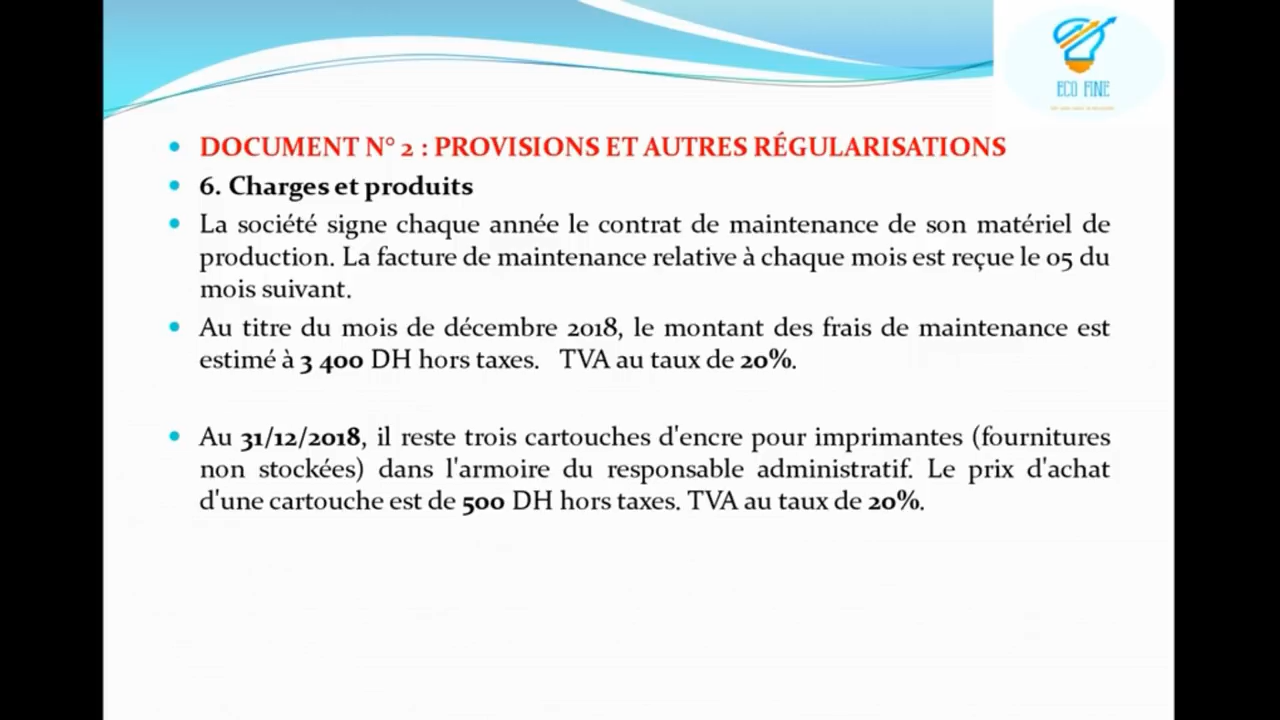 ECO FINE
• DOCUMENT N° 2 : PROVISIONS ET AUTRES RÉGULARISATIONS
• 6. Charges et produits
• La société signe chaque année le contrat de maintenance de son matériel de
production. La facture de maintenance relative à chaque mois est reçue le 05 du
mois suivant.
• Au titre du mois de décembre 2018, le montant des frais de maintenance est
estimé à 3 400 DH hors taxes. TVA au taux de 20%.
• Au 31/12/2018, il reste trois cartouches d'encre pour imprimantes (fournitures
non stockées) dans l'armoire du responsable administratif. Le prix d'achat
d'une cartouche est de 500 DH hors taxes. TVA au taux de 20%.